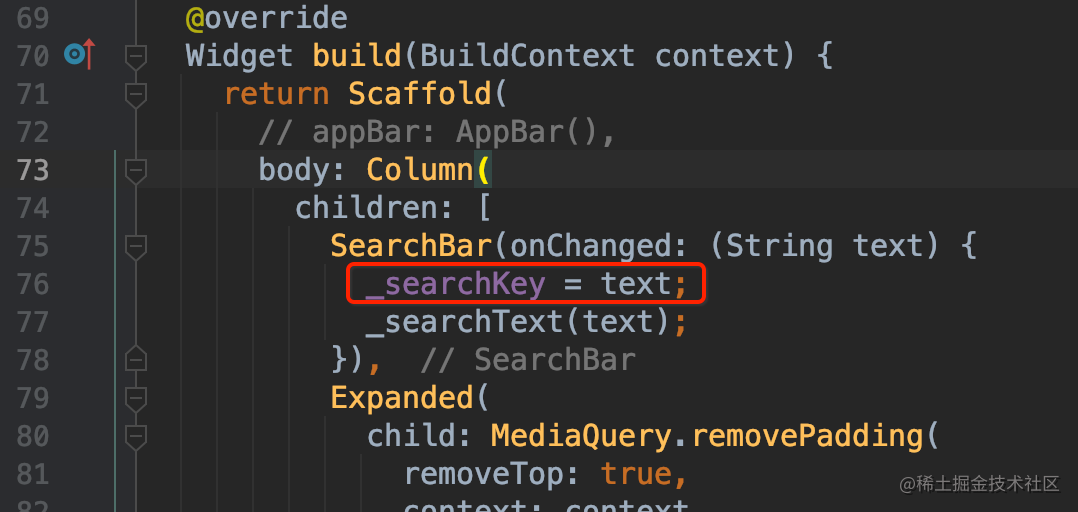 69 @override
70 Widget build(BuildContext context) {
71 return Scaffold(
72 // appBar: AppBar(),
73 body: Column(
74 children: [
75 SearchBar(onChanged: (String text) {
76 _searchKey = text;
77 _searchText(text);
78 }), // SearchBar
79 Expanded(
80 child: MediaQuery.removePadding(
81 removeTop: true,
82 context: context
@稀土掘金技术社区